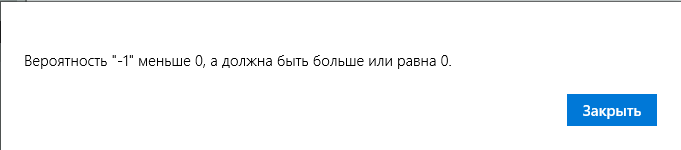 Вероятность "-1" меньше 0, а должна быть больше или равна 0.
Закрыть